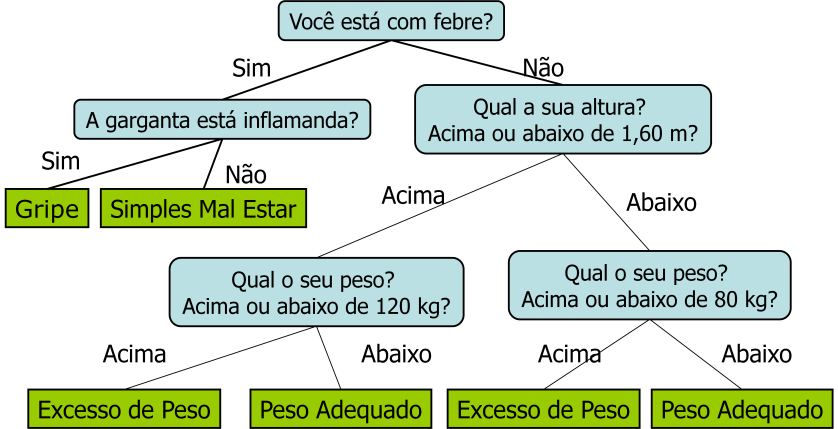 Você está com febre?
Sim
Não
A garganta está inflamanda?
Qual a sua altura?
Acima ou abaixo de 1,60 m?
Sim
Não
Gripe
Simples Mal Estar
Acima
Abaixo
Qual o seu peso?
Acima ou abaixo de 120 kg?
Qual o seu peso?
Acima ou abaixo de 80 kg?
Acima
Abaixo
Acima
Abaixo
Excesso de Peso
Peso Adequado
Excesso de Peso
Peso Adequado